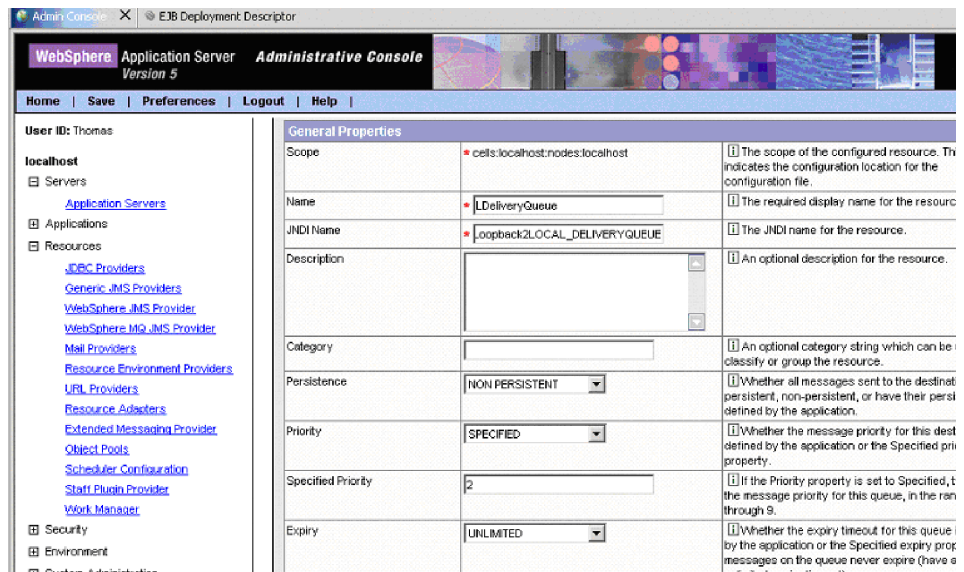 Admin Console X EJB Deployment Descriptor
WebSphere Application Server Administrative Console
Version 5
Home | Save | Preferences | Logout | Help |
User ID: Thomas
localhost
Servers
Application Servers
Applications
Resources
JDBC Providers
Generic JMS Providers
WebSphere JMS Provider
WebSphere MQ JMS Provider
Mail Providers
Resource Environment Providers
URL Providers
Resource Adapters
Extended Messaging Provider
Object Pools
Scheduler Configuration
Staff Plugin Provider
Work Manager
Security
Environment
System Administration
General Properties
Scope
* cells:localhost:nodes:localhost
The scope of the configured resource. Thi
indicates the configuration location for the
configuration file.
Name
* LDeliveryQueue
The required display name for the resourc
JNDI Name
* Loopback2LOCAL_DELIVERYQUEUE
The JNDI name for the resource.
Description
An optional description for the resource.
Category
An optional category string which can be
classify or group the resource.
Persistence
NON PERSISTENT
Whether all messages sent to the destinati
persistent, non-persistent, or have their persi
defined by the application.
Priority
SPECIFIED
Whether the message priority for this dest
defined by the application or the Specified prio
property.
Specified Priority
2
If the Priority property is set to Specified, t
the message priority for this queue, in the ran
through 9.
Expiry
UNLIMITED
Whether the expiry timeout for this queue i
by the application or the Specified expiry prop
messages on the queue never expire (have a